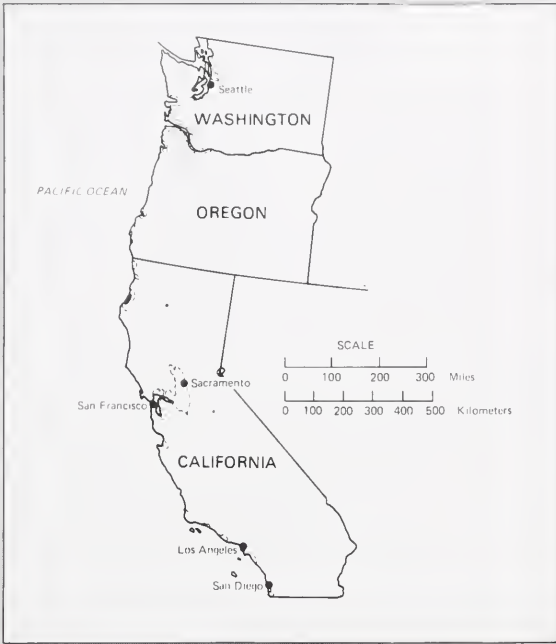 Seattle
WASHINGTON
PACIFIC OCEAN
OREGON
SCALE
0 100 200 300 Miles
0 100 200 300 400 500 Kilometers
Sacramento
San Francisco
CALIFORNIA
Los Angeles
San Diego